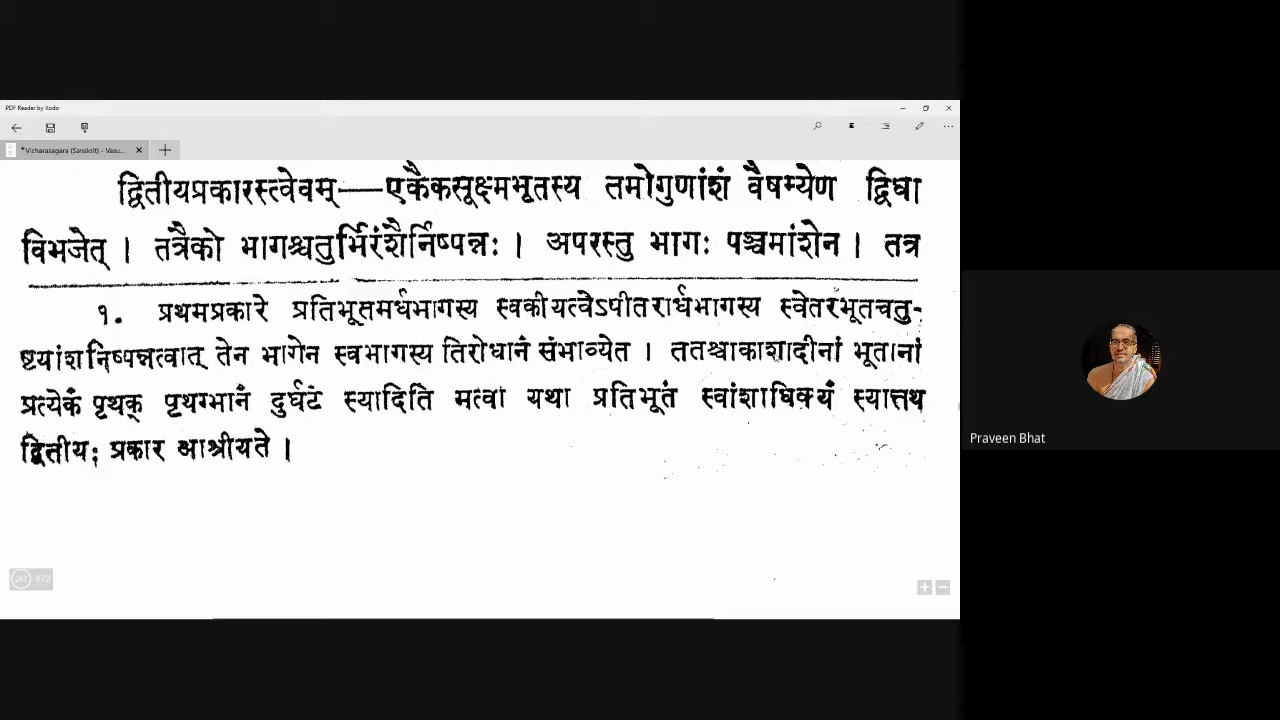 PDF Reader by Xodo
*Vicharasagara (Sanskrit) - Vasu...
द्वितीयप्रकारस्त्वेवम्——एकैकसूक्ष्मभूतस्य तमोगुणांशं वैषम्येण द्विधा
विभजेत् । तत्रैको भागश्चतुर्भिरंशैर्निष्पन्नः । अपरस्तु भागः पञ्चमांशेन । तत्र
१. प्रथमप्रकारे प्रतिभूतमर्धभागस्य स्वकीयत्वेऽपीतरार्धभागस्य स्वेतरभूतचतु-
ष्टयांशनिष्पन्नत्वात् तेन भागेन स्वभागस्य तिरोधानं संभाव्येत । ततश्चाकाशादीनां भूतानां
प्रत्येकं पृथक् पृथग्भानं दुर्घटं स्यादिति मत्वा यथा प्रतिभूतं स्वांशाधिक्यं स्यात्तथ
द्वितीयः प्रकार आश्रीयते ।
Praveen Bhat